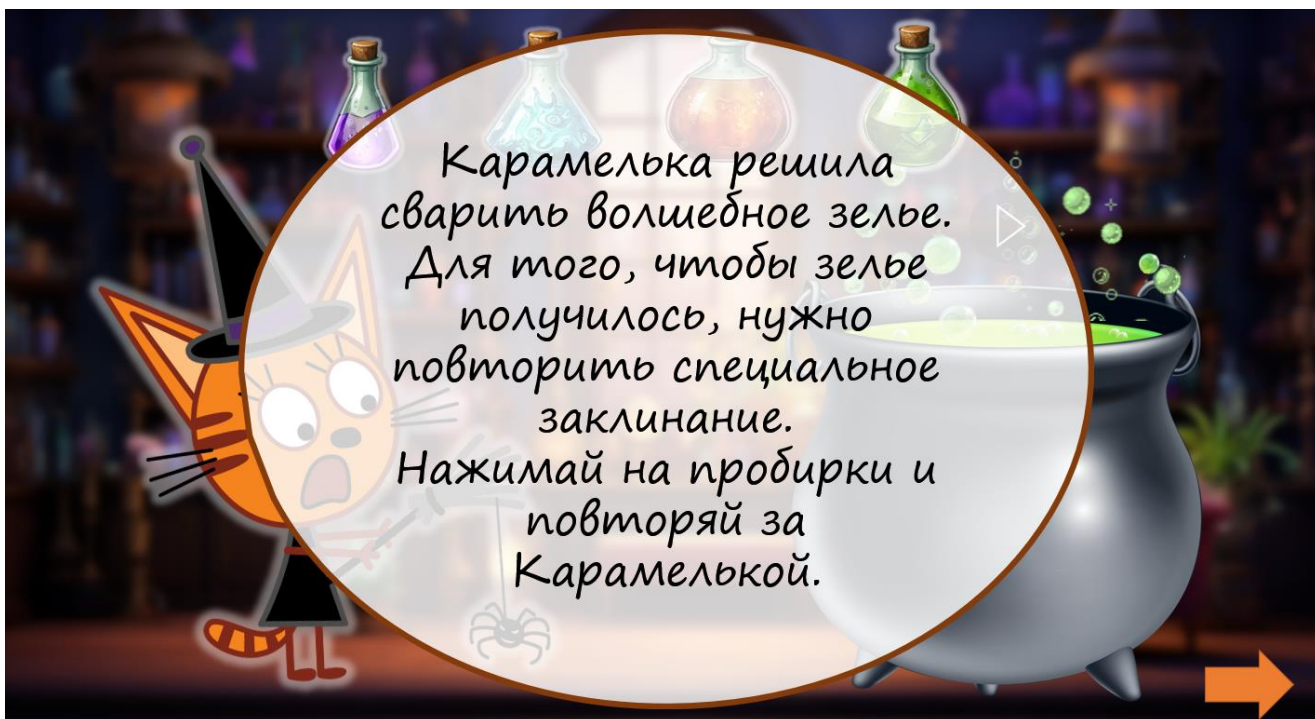 Карамелька решила
сварить волшебное зелье.
Для того, чтобы зелье
получилось, нужно
повторить специальное
заклинание.
Нажимай на пробирки и
повторяй за
Карамелькой.